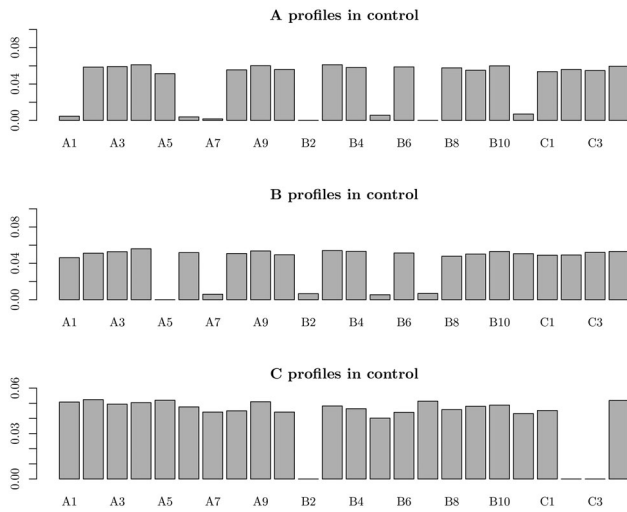 A profiles in control
0.00 0.04 0.08
A1 A3 A5 A7 A9 B2 B4 B6 B8 B10 C1 C3
B profiles in control
0.00 0.04 0.08
A1 A3 A5 A7 A9 B2 B4 B6 B8 B10 C1 C3
C profiles in control
0.00 0.03 0.06
A1 A3 A5 A7 A9 B2 B4 B6 B8 B10 C1 C3